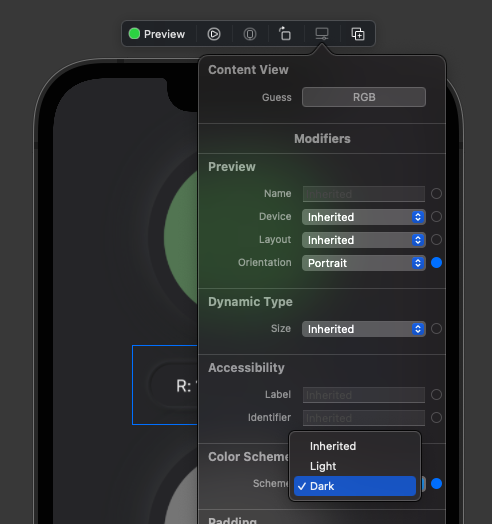 Preview
Content View
Guess RGB
Modifiers
Preview
Name Inherited
Device Inherited
Layout Inherited
Orientation Portrait
Dynamic Type
Size Inherited
Accessibility
Label Inherited
Identifier Inherited
R:
Inherited
Color Scheme
Light
Scheme Dark
Padding